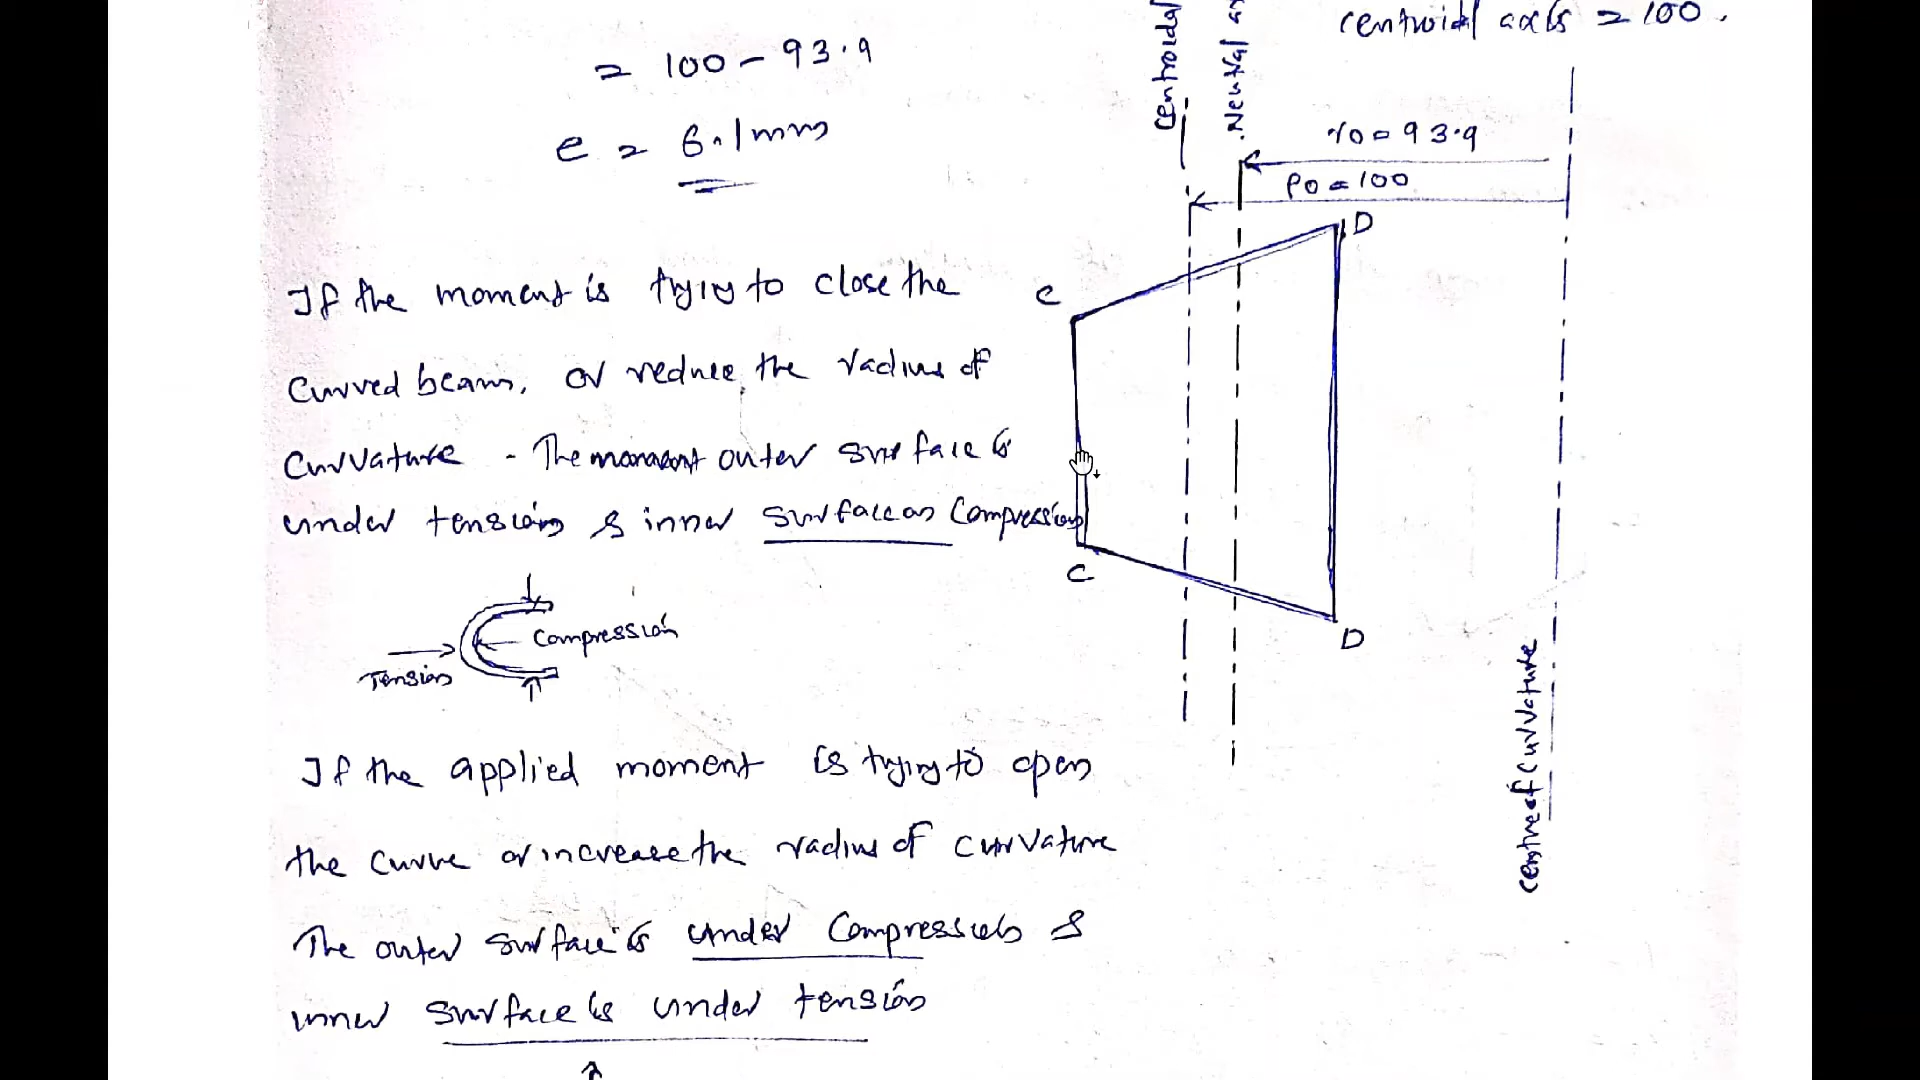 centroidal axis = 100.
= 100 - 93.9
e = 6.1mm
centroidal
Neutral ax
r0 = 93.9
ρ0 = 100
D
C
If the moment is trying to close the
curved beam, or reduce, the radius of
curvature - The moment outer surface is
under tension & inner surface as compression
C
D
compression
Tension
If the applied moment is trying to open
the curve or increase the radius of curvature
The outer surface is under compression &
inner surface is under tension
centre of curvature